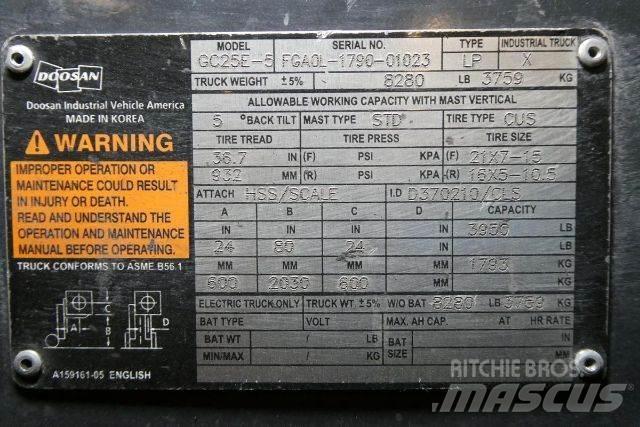 DOOSAN
Doosan Industrial Vehicle America
MADE IN KOREA
WARNING
IMPROPER OPERATION OR
MAINTENANCE COULD RESULT
IN INJURY OR DEATH.
READ AND UNDERSTAND THE
OPERATION AND MAINTENANCE
MANUAL BEFORE OPERATING.
TRUCK CONFORMS TO ASME B56.1
A C B D
A159161-05 ENGLISH
MODEL SERIAL NO. TYPE INDUSTRIAL TRUCK
GC25E-5 FGA0L-1790-01023 LP X
TRUCK WEIGHT ±5% 8280 LB 3759 KG
ALLOWABLE WORKING CAPACITY WITH MAST VERTICAL
5 °BACK TILT MAST TYPE STD TIRE TYPE CUS
TIRE TREAD TIRE PRESS TIRE SIZE
36.7 IN (F) PSI KPA (F) 21X7-15
932 MM (R) PSI KPA (R) 16X5-10.5
ATTACH HSS/SCALE I.D D370210/CLS
A B C D CAPACITY
IN IN IN IN 3950 LB
24 80 24
MM MM MM MM 1793 KG
600 2030 600
ELECTRIC TRUCK ONLY TRUCK WT. ±5% W/O BAT 8280 LB 3759 KG
BAT TYPE VOLT MAX. AH CAP. AT HR RATE
BAT WT / LB BAT SIZE IN
MIN/MAX / KG MM
RITCHIE BROS.
MASCUS